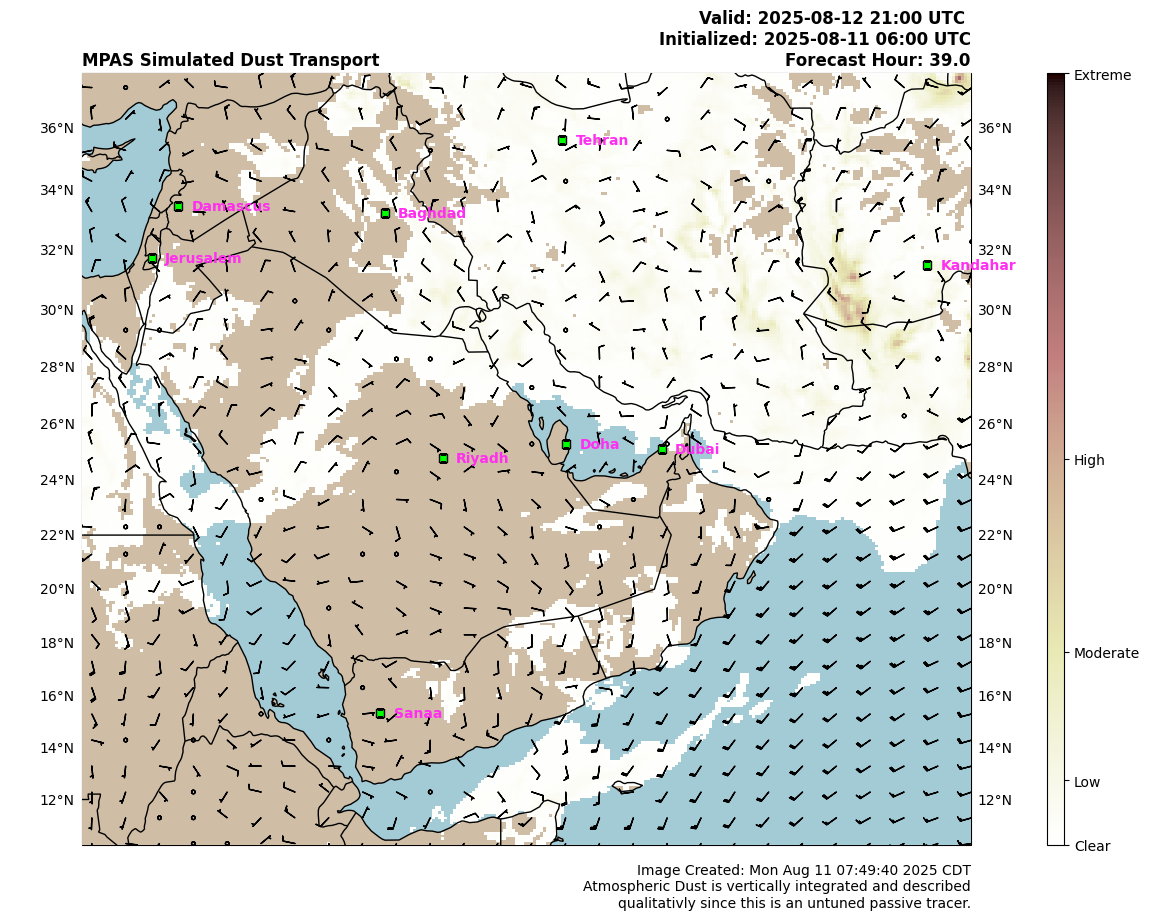 Valid: 2025-08-12 21:00 UTC
Initialized: 2025-08-11 06:00 UTC
MPAS Simulated Dust Transport
Forecast Hour: 39.0
Extreme
36°N
36°N
Tehran
34°N
34°N
Damascus
Baghdad
32°N
32°N
Jerusalem
Kandahar
30°N
30°N
28°N
28°N
26°N
26°N
Doha
Dubai
Riyadh
High
24°N
24°N
22°N
22°N
20°N
20°N
18°N
18°N
Moderate
16°N
16°N
Sanaa
14°N
14°N
Low
12°N
12°N
Clear
Image Created: Mon Aug 11 07:49:40 2025 CDT
Atmospheric Dust is vertically integrated and described
qualitativly since this is an untuned passive tracer.